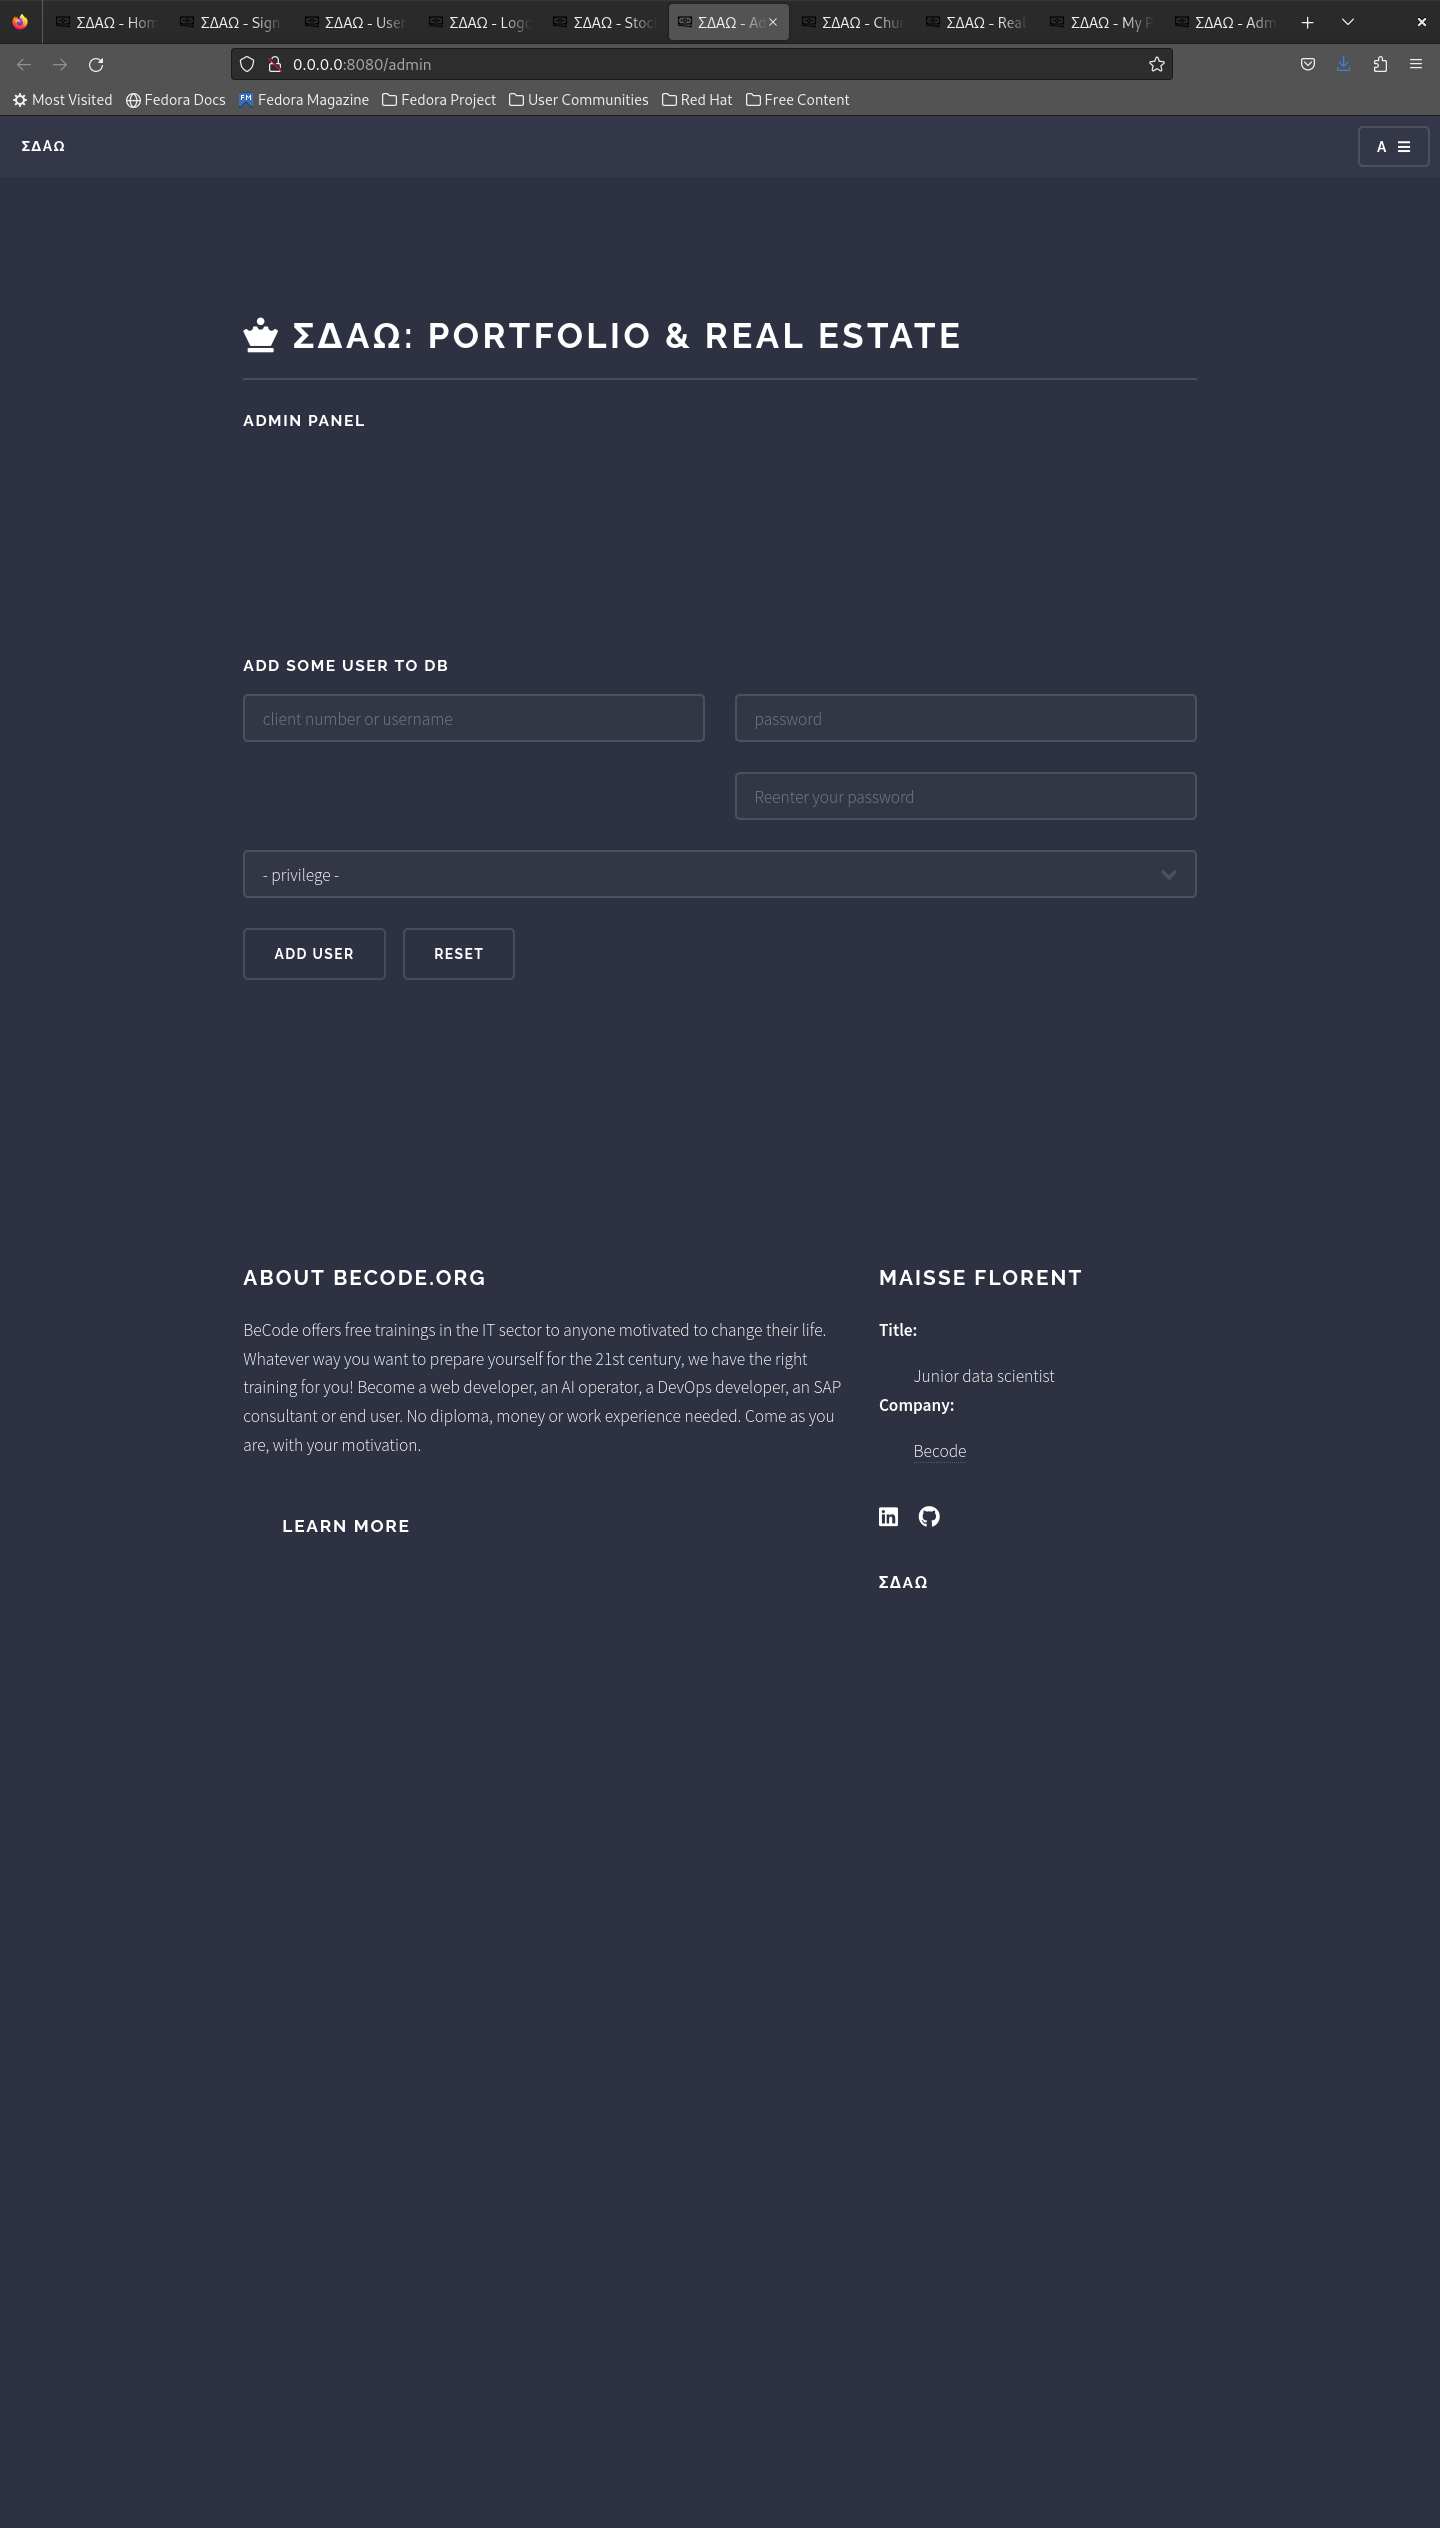 ΣΔΑΩ - Hom ΣΔΑΩ - Sign ΣΔΑΩ - User ΣΔΑΩ - Logo ΣΔΑΩ - Stoc ΣΔΑΩ - Ad ΣΔΑΩ - Chur ΣΔΑΩ - Real ΣΔΑΩ - My P ΣΔΑΩ - Adm
0.0.0.0:8080/admin
Most Visited Fedora Docs Fedora Magazine Fedora Project User Communities Red Hat Free Content
ΣΔΑΩ
A
ΣΔΑΩ: PORTFOLIO & REAL ESTATE
ADMIN PANEL
ADD SOME USER TO DB
client number or username
password
Reenter your password
- privilege -
ADD USER RESET
ABOUT BECODE.ORG
BeCode offers free trainings in the IT sector to anyone motivated to change their life.
Whatever way you want to prepare yourself for the 21st century, we have the right
training for you! Become a web developer, an AI operator, a DevOps developer, an SAP
consultant or end user. No diploma, money or work experience needed. Come as you
are, with your motivation.
LEARN MORE
MAISSE FLORENT
Title:
Junior data scientist
Company:
Becode
ΣΔΑΩ